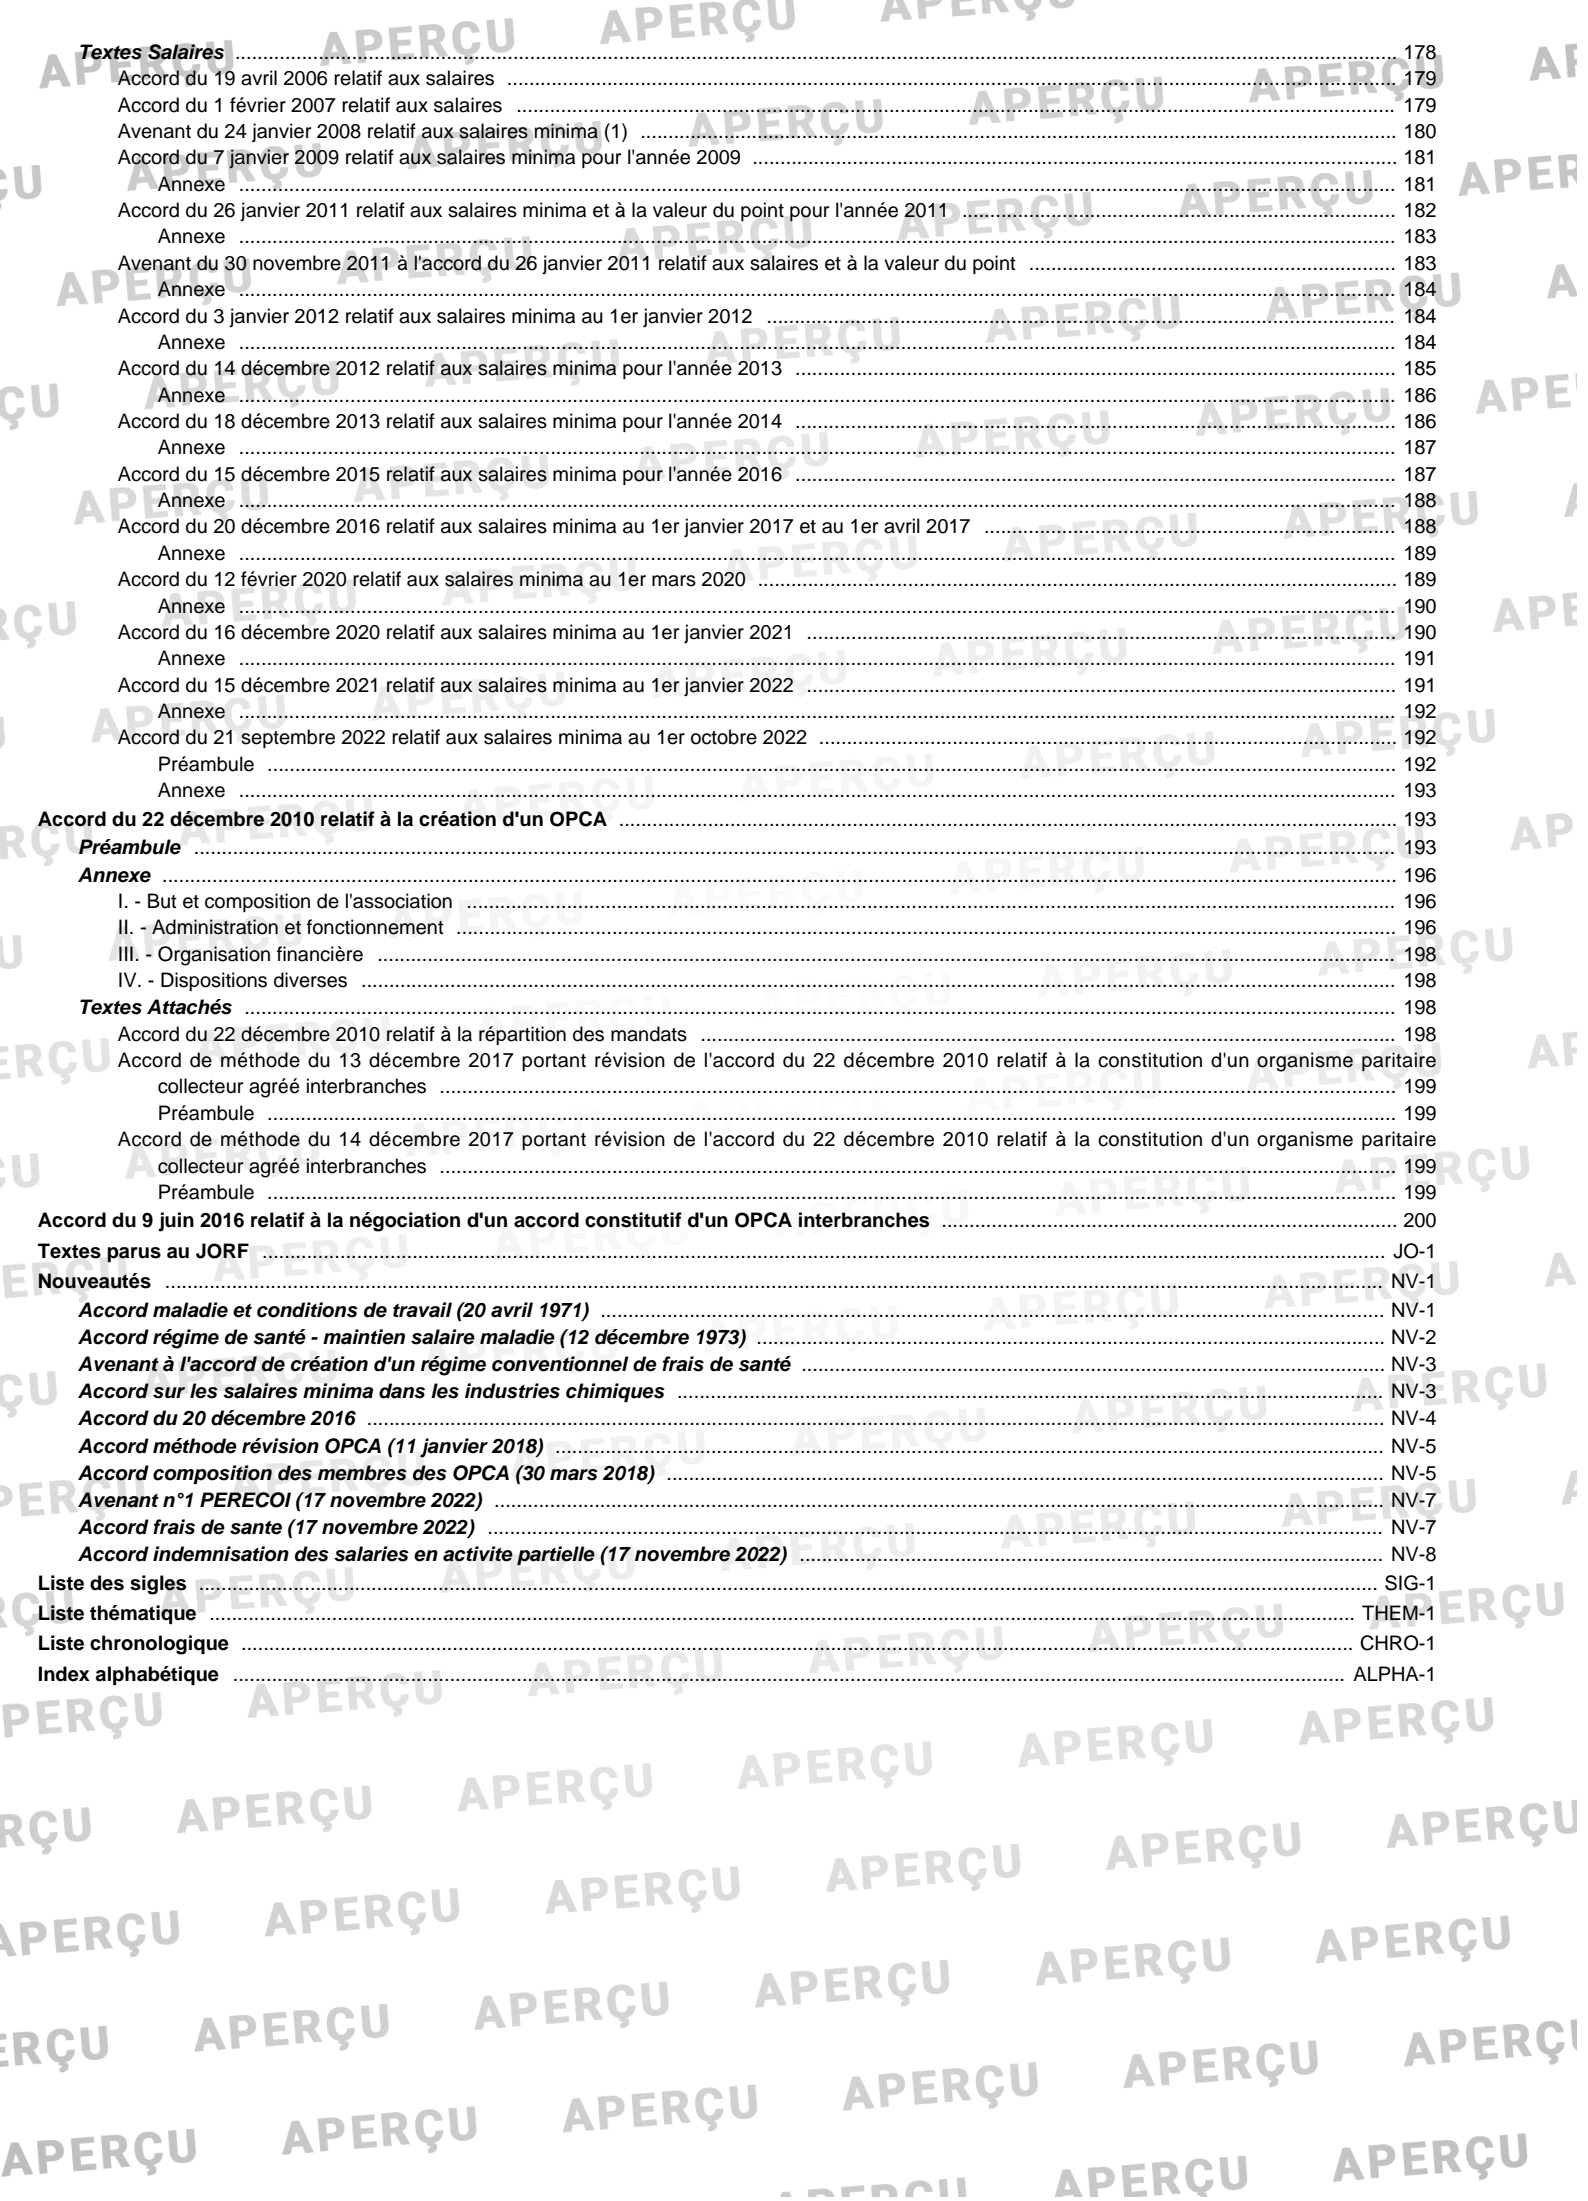 Textes Salaires ... 178
Accord du 19 avril 2006 relatif aux salaires ... 179
Accord du 1 février 2007 relatif aux salaires ... 179
Avenant du 24 janvier 2008 relatif aux salaires minima (1) ... 180
Accord du 7 janvier 2009 relatif aux salaires minima pour l'année 2009 ... 181
Annexe ... 181
Accord du 26 janvier 2011 relatif aux salaires minima et à la valeur du point pour l'année 2011 ... 182
Annexe ... 183
Avenant du 30 novembre 2011 à l'accord du 26 janvier 2011 relatif aux salaires et à la valeur du point ... 183
Annexe ... 184
Accord du 3 janvier 2012 relatif aux salaires minima au 1er janvier 2012 ... 184
Annexe ... 184
Accord du 14 décembre 2012 relatif aux salaires minima pour l'année 2013 ... 185
Annexe ... 186
Accord du 18 décembre 2013 relatif aux salaires minima pour l'année 2014 ... 186
Annexe ... 187
Accord du 15 décembre 2015 relatif aux salaires minima pour l'année 2016 ... 187
Annexe ... 188
Accord du 20 décembre 2016 relatif aux salaires minima au 1er janvier 2017 et au 1er avril 2017 ... 188
Annexe ... 189
Accord du 12 février 2020 relatif aux salaires minima au 1er mars 2020 ... 189
Annexe ... 190
Accord du 16 décembre 2020 relatif aux salaires minima au 1er janvier 2021 ... 190
Annexe ... 191
Accord du 15 décembre 2021 relatif aux salaires minima au 1er janvier 2022 ... 191
Annexe ... 192
Accord du 21 septembre 2022 relatif aux salaires minima au 1er octobre 2022 ... 192
Préambule ... 192
Annexe ... 193
Accord du 22 décembre 2010 relatif à la création d'un OPCA ... 193
Préambule ... 193
Annexe ... 196
I. - But et composition de l'association ... 196
II. - Administration et fonctionnement ... 196
III. - Organisation financière ... 198
IV. - Dispositions diverses ... 198
Textes Attachés ... 198
Accord du 22 décembre 2010 relatif à la répartition des mandats ... 198
Accord de méthode du 13 décembre 2017 portant révision de l'accord du 22 décembre 2010 relatif à la constitution d'un organisme paritaire
collecteur agréé interbranches ... 199
Préambule ... 199
Accord de méthode du 14 décembre 2017 portant révision de l'accord du 22 décembre 2010 relatif à la constitution d'un organisme paritaire
collecteur agréé interbranches ... 199
Préambule ... 199
Accord du 9 juin 2016 relatif à la négociation d'un accord constitutif d'un OPCA interbranches ... 200
Textes parus au JORF ... JO-1
Nouveautés ... NV-1
Accord maladie et conditions de travail (20 avril 1971) ... NV-1
Accord régime de santé - maintien salaire maladie (12 décembre 1973) ... NV-2
Avenant à l'accord de création d'un régime conventionnel de frais de santé ... NV-3
Accord sur les salaires minima dans les industries chimiques ... NV-3
Accord du 20 décembre 2016 ... NV-4
Accord méthode révision OPCA (11 janvier 2018) ... NV-5
Accord composition des membres des OPCA (30 mars 2018) ... NV-5
Avenant n°1 PERECOI (17 novembre 2022) ... NV-7
Accord frais de sante (17 novembre 2022) ... NV-7
Accord indemnisation des salaries en activite partielle (17 novembre 2022) ... NV-8
Liste des sigles ... SIG-1
Liste thématique ... THEM-1
Liste chronologique ... CHRO-1
Index alphabétique ... ALPHA-1
APERÇU